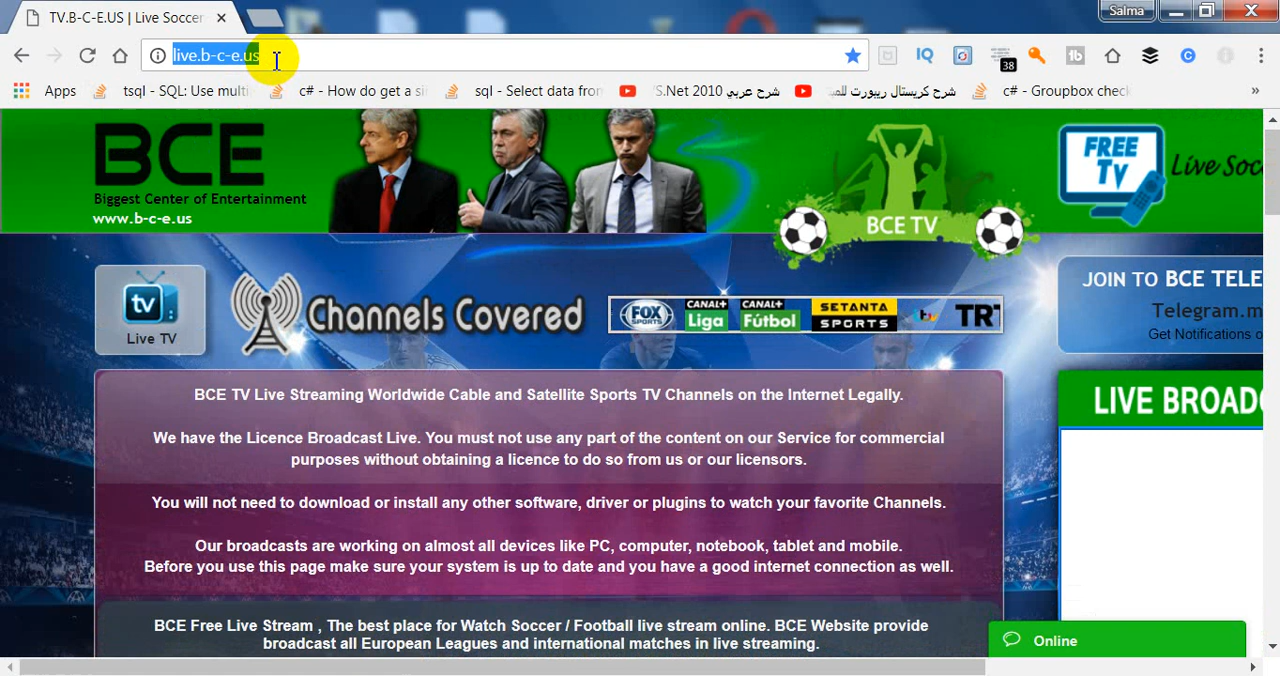 TV.B-C-E.US | Live Soccer
Salma
live.b-c-e.us
IQ
38
Apps
tsql - SQL: Use multi
c# - How do get a si
sql - Select data from
S.Net 2010 شرح عربي
شرح كريستال ريبورت للمب
c# - Groupbox chec
BCE
Biggest Center of Entertainment
www.b-c-e.us
BCE TV
FREE
TV
Live Soc
tv
Live TV
Channels Covered
FOX
SPORTS
CANAL+
Liga
CANAL+
Fútbol
SETANTA
SPORTS
TRT
JOIN TO BCE TELE
Telegram.m
Get Notifications o
BCE TV Live Streaming Worldwide Cable and Satellite Sports TV Channels on the Internet Legally.
We have the Licence Broadcast Live. You must not use any part of the content on our Service for commercial
purposes without obtaining a licence to do so from us or our licensors.
You will not need to download or install any other software, driver or plugins to watch your favorite Channels.
Our broadcasts are working on almost all devices like PC, computer, notebook, tablet and mobile.
Before you use this page make sure your system is up to date and you have a good internet connection as well.
BCE Free Live Stream , The best place for Watch Soccer / Football live stream online. BCE Website provide
broadcast all European Leagues and international matches in live streaming.
LIVE BROAD
Online